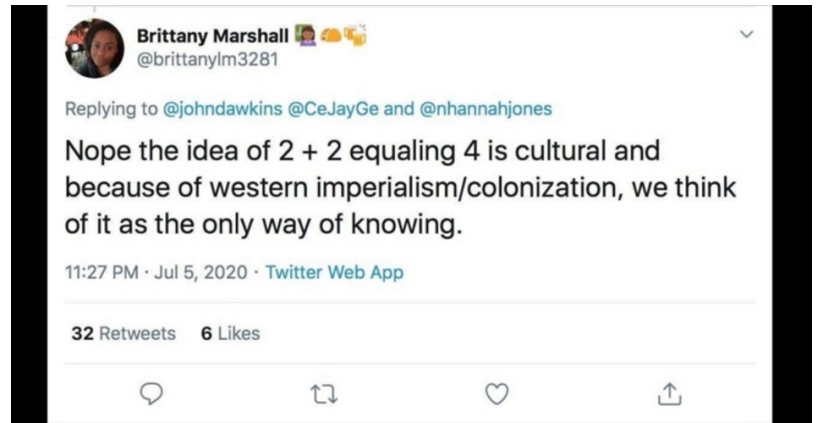 Brittany Marshall
@brittanylm3281
Replying to @johndawkins @CeJayGe and @nhannahjones
Nope the idea of 2 + 2 equaling 4 is cultural and
because of western imperialism/colonization, we think
of it as the only way of knowing.
11:27 PM · Jul 5, 2020 · Twitter Web App
32 Retweets 6 Likes